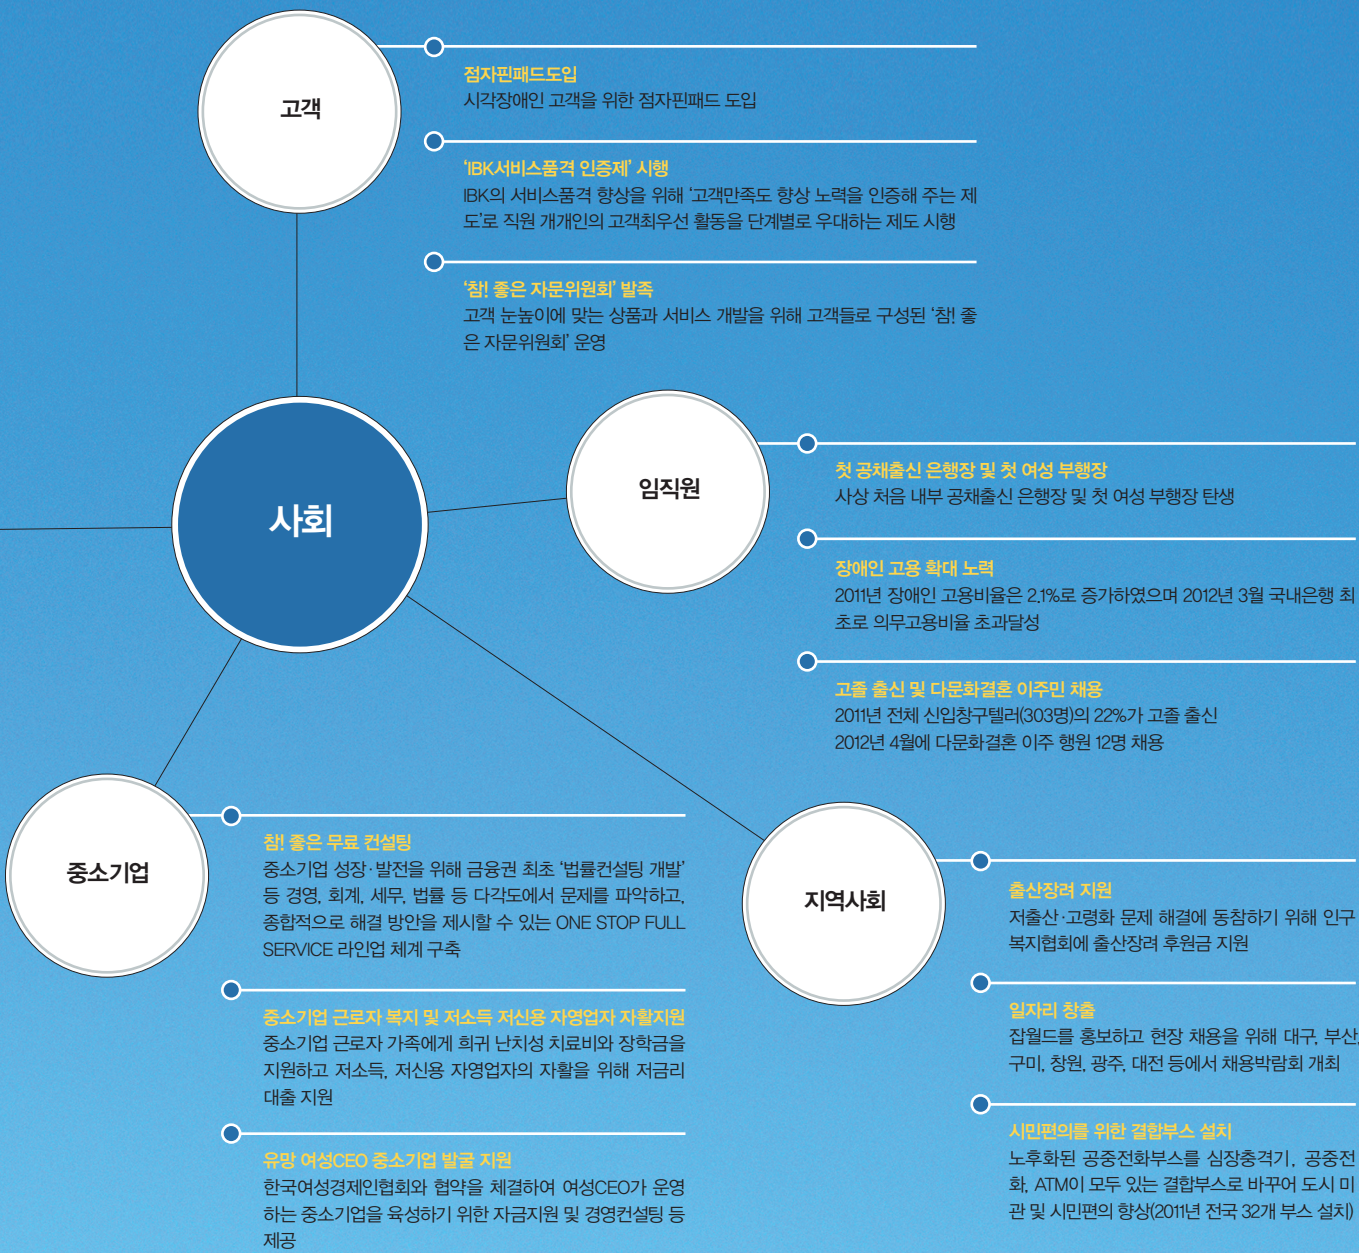 고객
점자핀패드도입
시각장애인 고객을 위한 점자핀패드 도입
‘IBK서비스품격 인증제’ 시행
IBK의 서비스품격 향상을 위해 ‘고객만족도 향상 노력을 인증해 주는 제
도’로 직원 개개인의 고객최우선 활동을 단계별로 우대하는 제도 시행
‘참! 좋은 자문위원회’ 발족
고객 눈높이에 맞는 상품과 서비스 개발을 위해 고객들로 구성된 ‘참! 좋
은 자문위원회’ 운영
사회
임직원
첫 공채출신 은행장 및 첫 여성 부행장
사상 처음 내부 공채출신 은행장 및 첫 여성 부행장 탄생
장애인 고용 확대 노력
2011년 장애인 고용비율은 2.1%로 증가하였으며 2012년 3월 국내은행 최
초로 의무고용비율 초과달성
고졸 출신 및 다문화결혼 이주민 채용
2011년 전체 신입창구텔러(303명)의 22%가 고졸 출신
2012년 4월에 다문화결혼 이주 행원 12명 채용
중소기업
참! 좋은 무료 컨설팅
중소기업 성장·발전을 위해 금융권 최초 ‘법률컨설팅 개발’
등 경영, 회계, 세무, 법률 등 다각도에서 문제를 파악하고,
종합적으로 해결 방안을 제시할 수 있는 ONE STOP FULL
SERVICE 라인업 체계 구축
중소기업 근로자 복지 및 저소득 저신용 자영업자 자활지원
중소기업 근로자 가족에게 희귀 난치성 치료비와 장학금을
지원하고 저소득, 저신용 자영업자의 자활을 위해 저금리
대출 지원
유망 여성CEO 중소기업 발굴 지원
한국여성경제인협회와 협약을 체결하여 여성CEO가 운영
하는 중소기업을 육성하기 위한 자금지원 및 경영컨설팅 등
제공
지역사회
출산장려 지원
저출산·고령화 문제 해결에 동참하기 위해 인구
복지협회에 출산장려 후원금 지원
일자리 창출
잡월드를 홍보하고 현장 채용을 위해 대구, 부산,
구미, 창원, 광주, 대전 등에서 채용박람회 개최
시민편의를 위한 결합부스 설치
노후화된 공중전화부스를 심장충격기, 공중전
화, ATM이 모두 있는 결합부스로 바꾸어 도시 미
관 및 시민편의 향상(2011년 전국 32개 부스 설치)